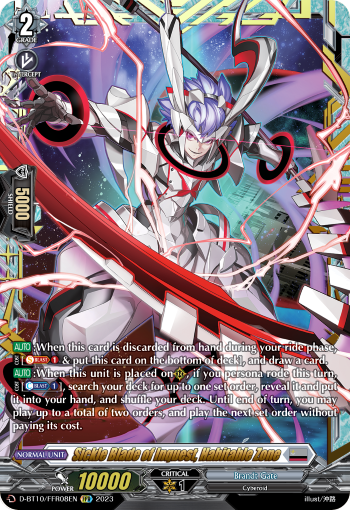 2
GRADE
INTERCEPT
5000
SHIELD
AUTO :When this card is discarded from hand during your ride phase,
COST [SOUL BLAST 1 & put this card on the bottom of deck], and draw a card.
AUTO :When this unit is placed on R, if you persona rode this turn,
COST [COUNTER BLAST 1], search your deck for up to one set order, reveal it and put
it into your hand, and shuffle your deck. Until end of turn, you may
play up to a total of two orders, and play the next set order without
paying its cost.
NORMAL UNIT
Sickle Blade of Inquest, Habitable Zone
POWER 10000
CRITICAL
1
Brandt Gate
Cyberoid
D-BT10/FFR08EN FFR 2023
illust/沖路